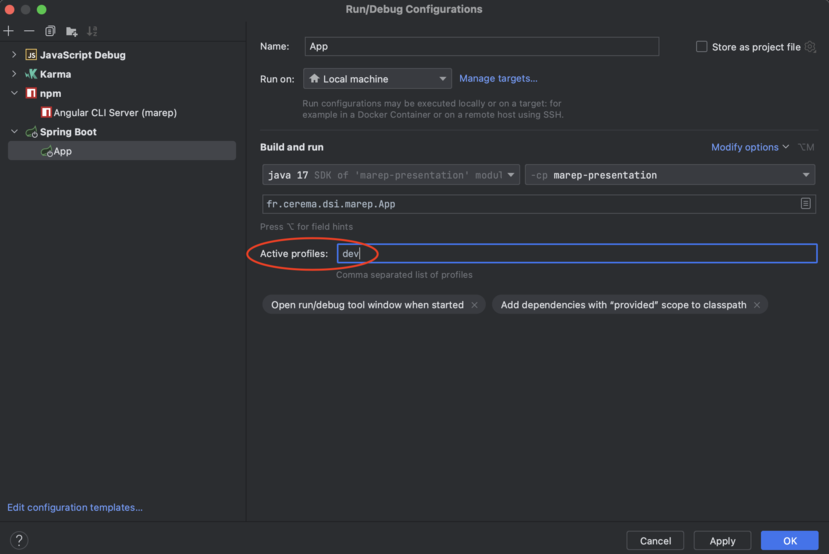 Run/Debug Configurations
JavaScript Debug
Karma
npm
Angular CLI Server (marep)
Spring Boot
App
Edit configuration templates...
Name: App
Store as project file
Run on: Local machine Manage targets...
Run configurations may be executed locally or on a target: for
example in a Docker Container or on a remote host using SSH.
Build and run Modify options ⌥M
java 17 SDK of 'marep-presentation' modul -cp marep-presentation
fr.cerema.dsi.marep.App
Press ⌥ for field hints
Active profiles: dev
Comma separated list of profiles
Open run/debug tool window when started × Add dependencies with "provided" scope to classpath ×
? Cancel Apply OK